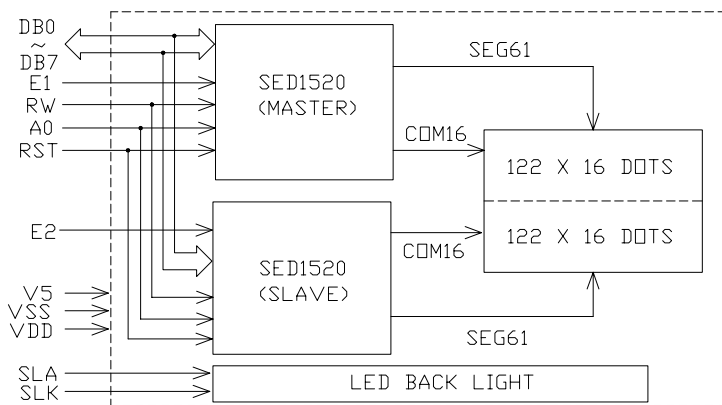 DB0
~
DB7
E1
RW
A0
RST
E2
V5
VSS
VDD
SLA
SLK
SED1520
(MASTER)
SEG61
COM16
122 X 16 DOTS
122 X 16 DOTS
COM16
SED1520
(SLAVE)
SEG61
LED BACK LIGHT